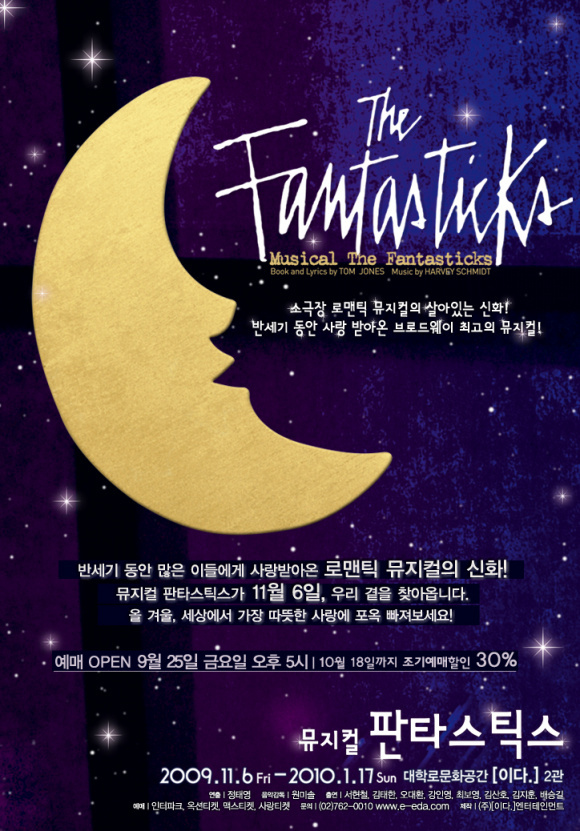 The
Fantasticks
Musical The Fantasticks
Book and Lyrics by TOM JONES Music by HARVEY SCHMIDT
소극장 로맨틱 뮤지컬의 살아있는 신화!
반세기 동안 사랑 받아온 브로드웨이 최고의 뮤지컬!
반세기 동안 많은 이들에게 사랑받아온 로맨틱 뮤지컬의 신화!
뮤지컬 판타스틱스가 11월 6일, 우리 곁을 찾아옵니다.
올 겨울, 세상에서 가장 따뜻한 사랑에 포옥 빠져보세요!
예매 OPEN 9월 25일 금요일 오후 5시 | 10월 18일까지 조기예매할인 30%
뮤지컬 판타스틱스
2009.11.6 Fri – 2010.1.17 Sun 대학로문화공간 [이다.] 2관
연출 | 정태영 음악감독 | 원미솔 출연 | 서현철, 김태한, 오대환, 강인영, 최보영, 김산호, 김지훈, 배승길
예매 | 인터파크, 옥션티켓, 맥스티켓, 사랑티켓 문의 | (02)762-0010 www.e-eda.com 제작 | (주)[이다.]엔터테인먼트